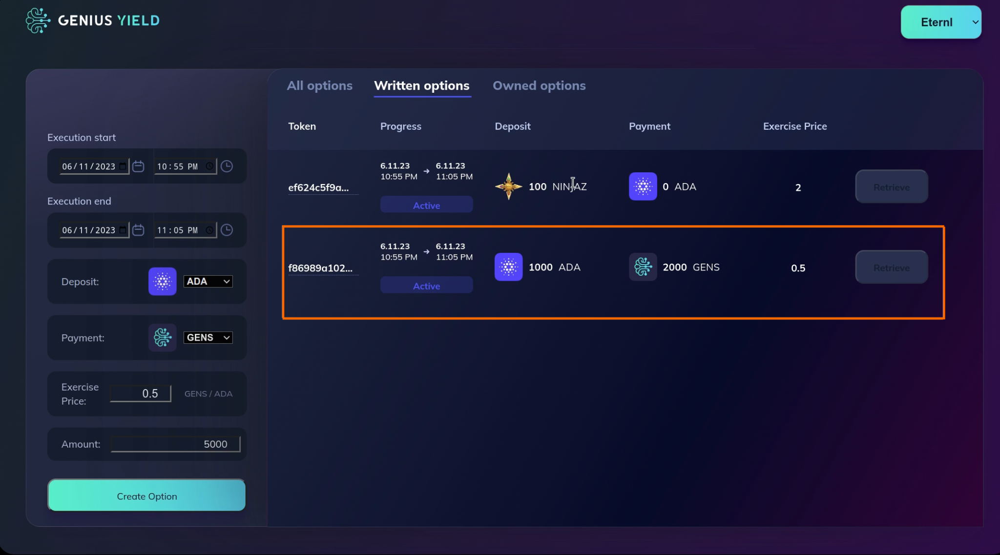 GENIUS YIELD
Eternl
All options Written options Owned options
Token Progress Deposit Payment Exercise Price
Execution start
06/11/2023 10:55 PM
Execution end
06/11/2023 11:05 PM
Deposit: ADA
Payment: GENS
Exercise
Price: 0.5 GENS / ADA
Amount: 5000
Create Option
6.11.23 6.11.23
10:55 PM → 11:05 PM
ef624c5f9a... 100 NINJAZ 0 ADA 2 Retrieve
Active
6.11.23 6.11.23
10:55 PM → 11:05 PM
f86989a102... 1000 ADA 2000 GENS 0.5 Retrieve
Active